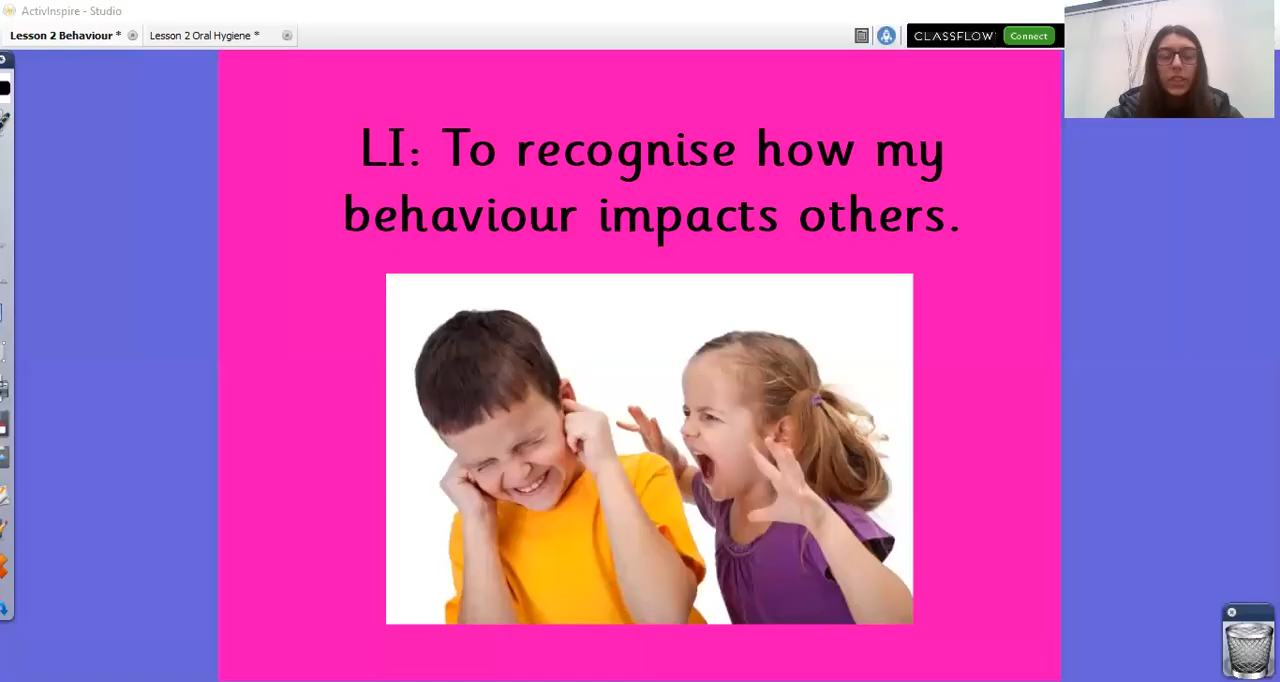 ActivInspire - Studio
Lesson 2 Behaviour *
Lesson 2 Oral Hygiene *
CLASSFLOW
Connect
LI: To recognise how my
behaviour impacts others.